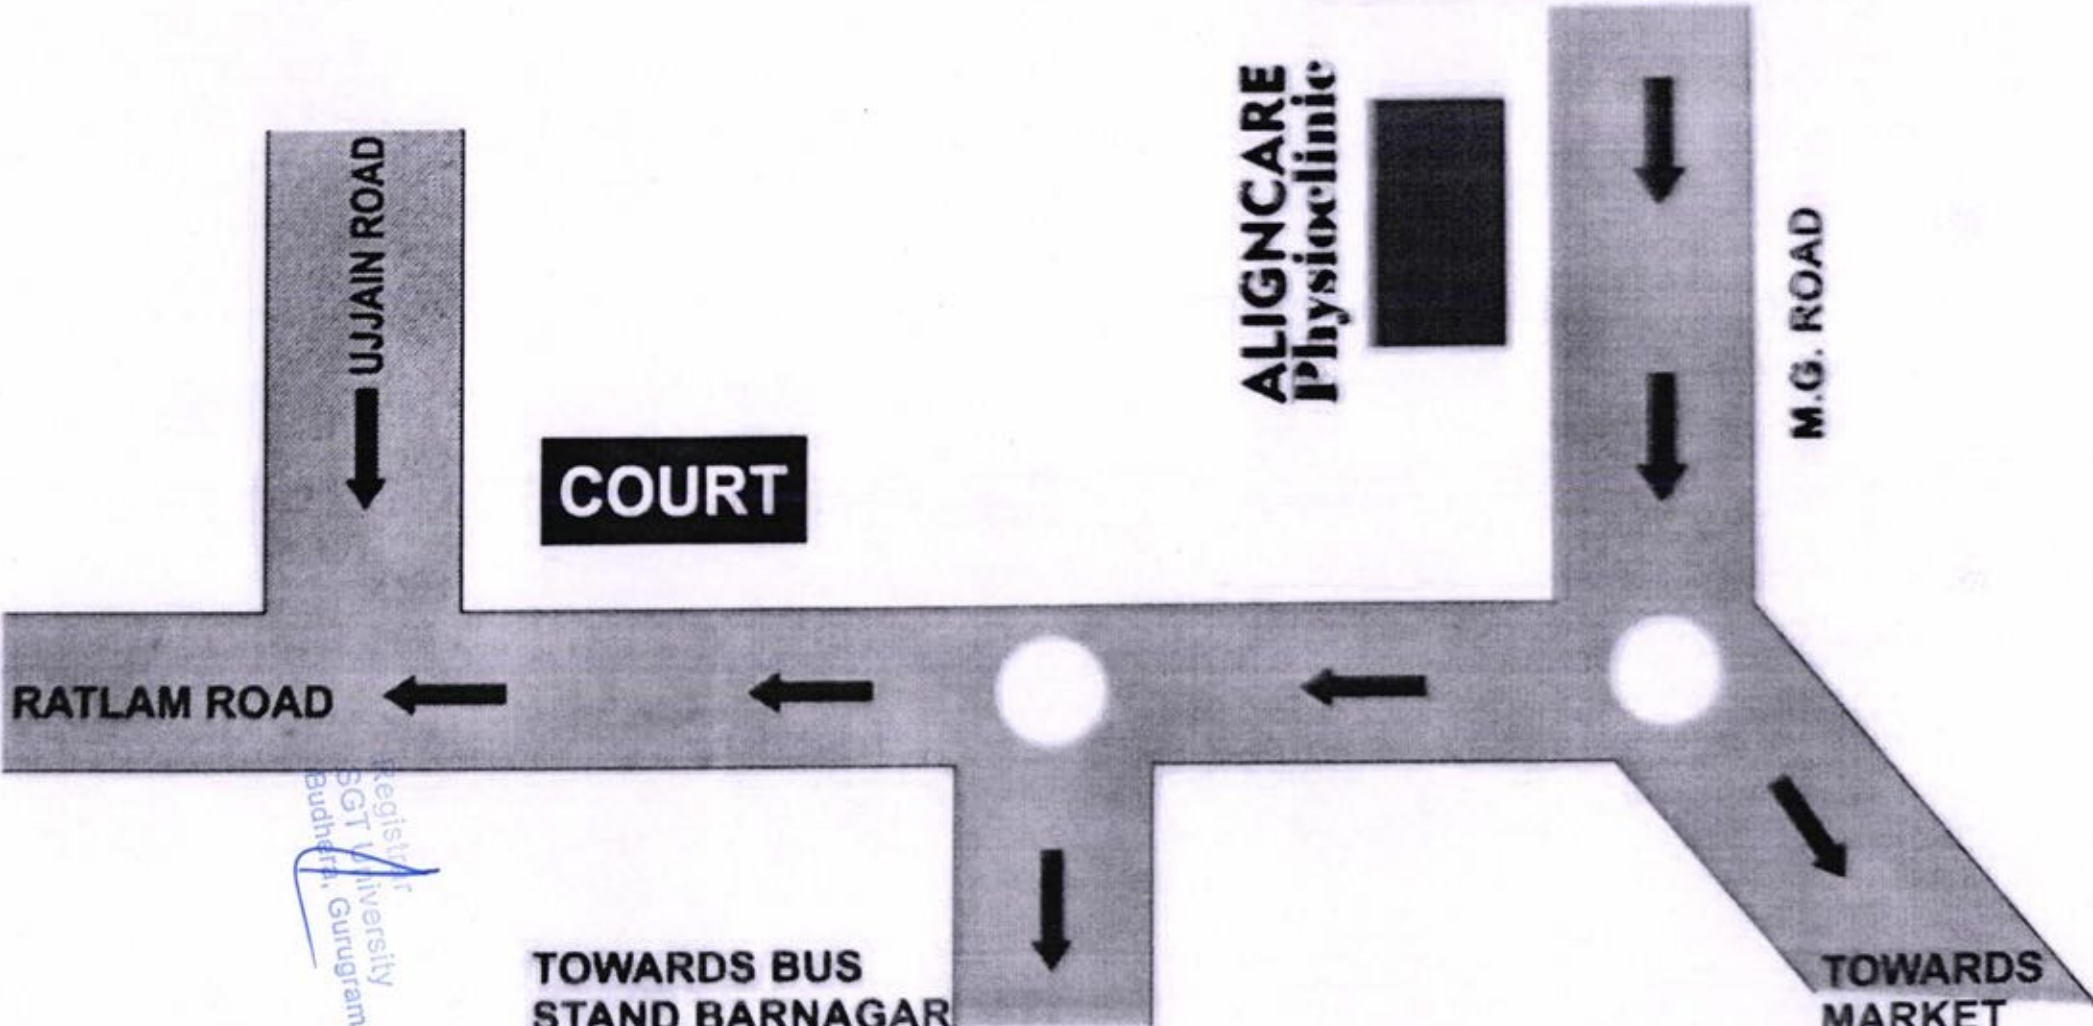 UJJAIN ROAD
ALIGNCARE
Physioclinic
M.G. ROAD
COURT
RATLAM ROAD
Registrar
SGT University
Budhera, Gurugram
TOWARDS BUS
STAND BARNAGAR
TOWARDS
MARKET